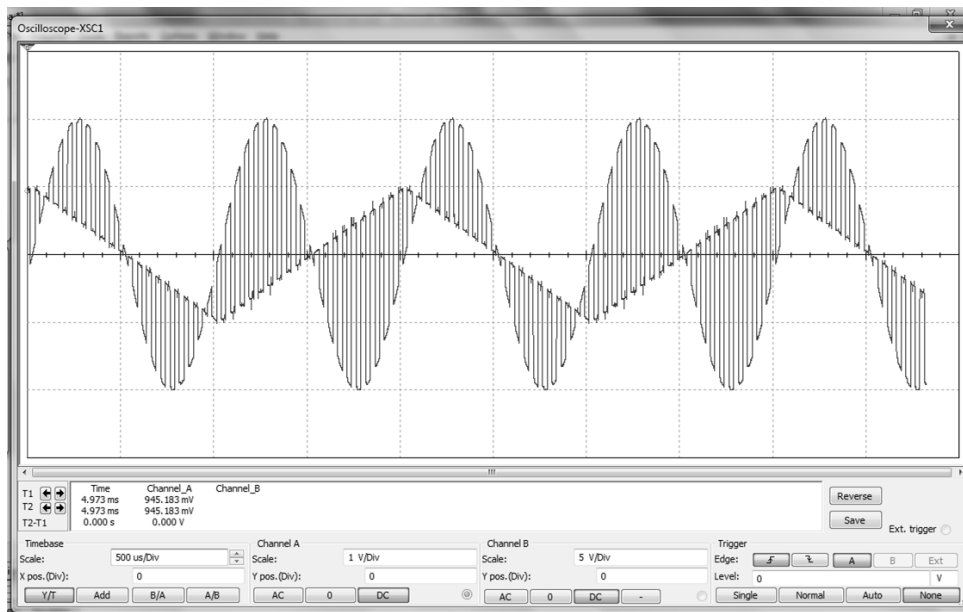 Oscilloscope-XSC1
Time Channel_A Channel_B
T1 4.973 ms 945.183 mV
T2 4.973 ms 945.183 mV
T2-T1 0.000 s 0.000 V
Reverse
Save
Ext. trigger
Timebase
Scale: 500 us/Div
X pos.(Div): 0
Y/T Add B/A A/B
Channel A
Scale: 1 V/Div
Y pos.(Div): 0
AC 0 DC
Channel B
Scale: 5 V/Div
Y pos.(Div): 0
AC 0 DC -
Trigger
Edge: A B Ext
Level: 0 V
Single Normal Auto None